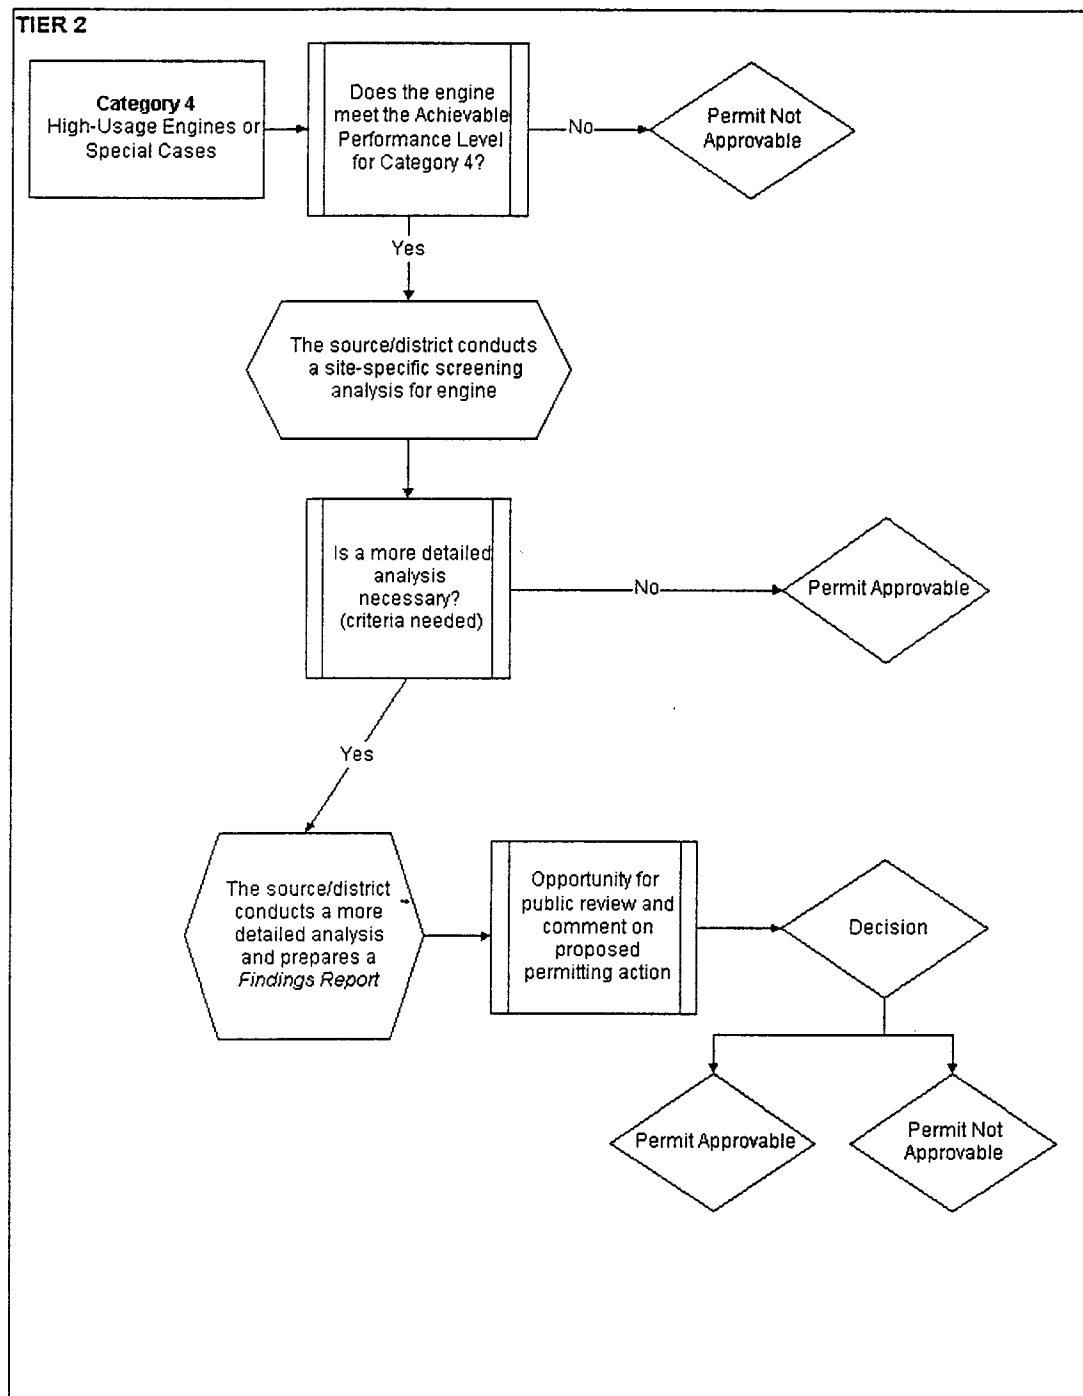 TIER 2
Category 4
High-Usage Engines or
Special Cases
Does the engine
meet the Achievable
Performance Level
for Category 4?
No
Permit Not
Approvable
Yes
The source/district conducts
a site-specific screening
analysis for engine
Is a more detailed
analysis
necessary?
(criteria needed)
No
Permit Approvable
Yes
The source/district
conducts a more
detailed analysis
and prepares a
Findings Report
Opportunity for
public review and
comment on
proposed
permitting action
Decision
Permit Approvable
Permit Not
Approvable